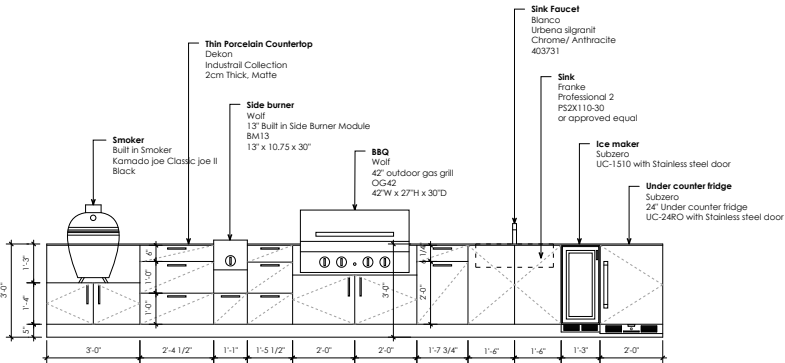 Sink Faucet
Blanco
Urbena silgranit
Chrome/ Anthracite
403731
Thin Porcelain Countertop
Dekon
Industrail Collection
2cm Thick, Matte
Sink
Franke
Professional 2
PS2X110-30
or approved equal
Side burner
Wolf
13" Built in Side Burner Module
BM13
13" x 10.75 x 30"
Smoker
Built in Smoker
Kamado joe Classic joe II
Black
BBQ
Wolf
42" outdoor gas grill
OG42
42"W x 27"H x 30"D
Ice maker
Subzero
UC-1510 with Stainless steel door
Under counter fridge
Subzero
24" Under counter fridge
UC-24RO with Stainless steel door
3'-0"
1'-3"
1'-4"
5"
6"
1'-0"
1'-0"
3'-0"
6 1/4"
2'-0"
3'-0"
2'-4 1/2"
1'-1"
1'-5 1/2"
2'-0"
2'-0"
1'-7 3/4"
1'-6"
1'-6"
1'-3"
2'-0"